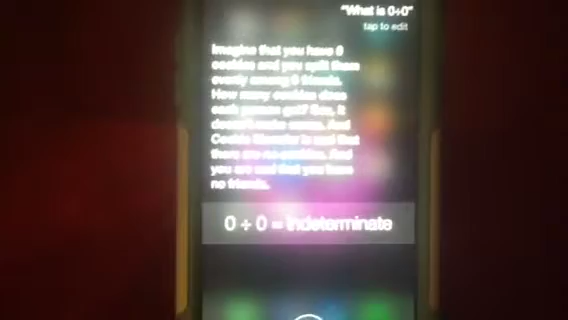 "What is 0÷0"
tap to edit
Imagine that you have 0
cookies and you split them
evenly among 0 friends.
How many cookies does
each person get? See, it
doesn't make sense. And
Cookie Monster is sad that
there are no cookies. And
you are sad that you have
no friends.
0 ÷ 0 = Indeterminate